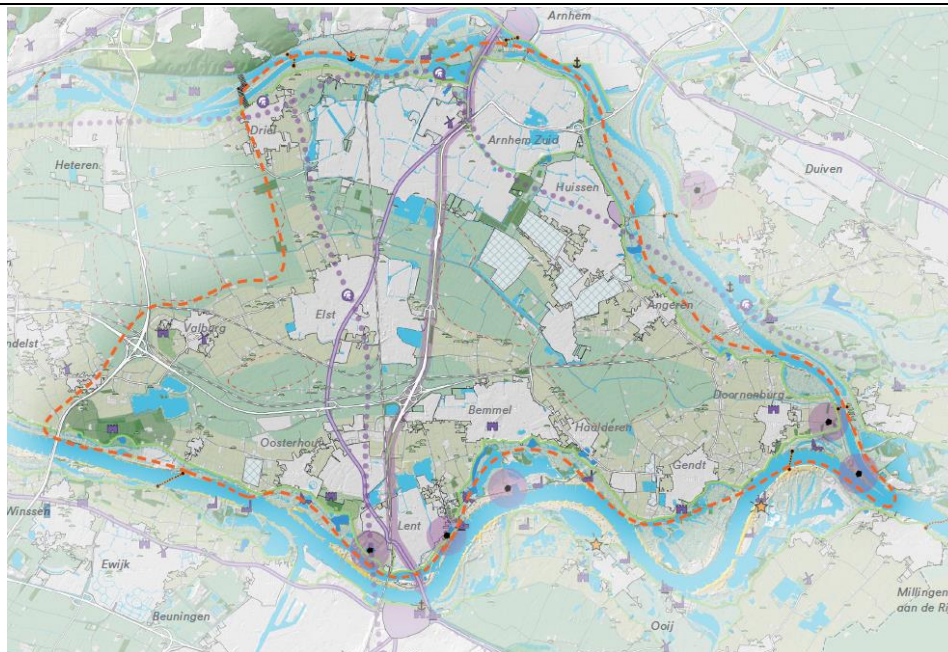 Arnhem
Driel
Arnhem Zuid
Heteren
Duiven
Huissen
Elst
Angeren
Valburg
ndelst
Doornenburg
Bemmel
Oosterhout
Haalderen
Gendt
Winssen
Lent
Ewijk
Millingen
aan de Ri
Beuningen
Ooij